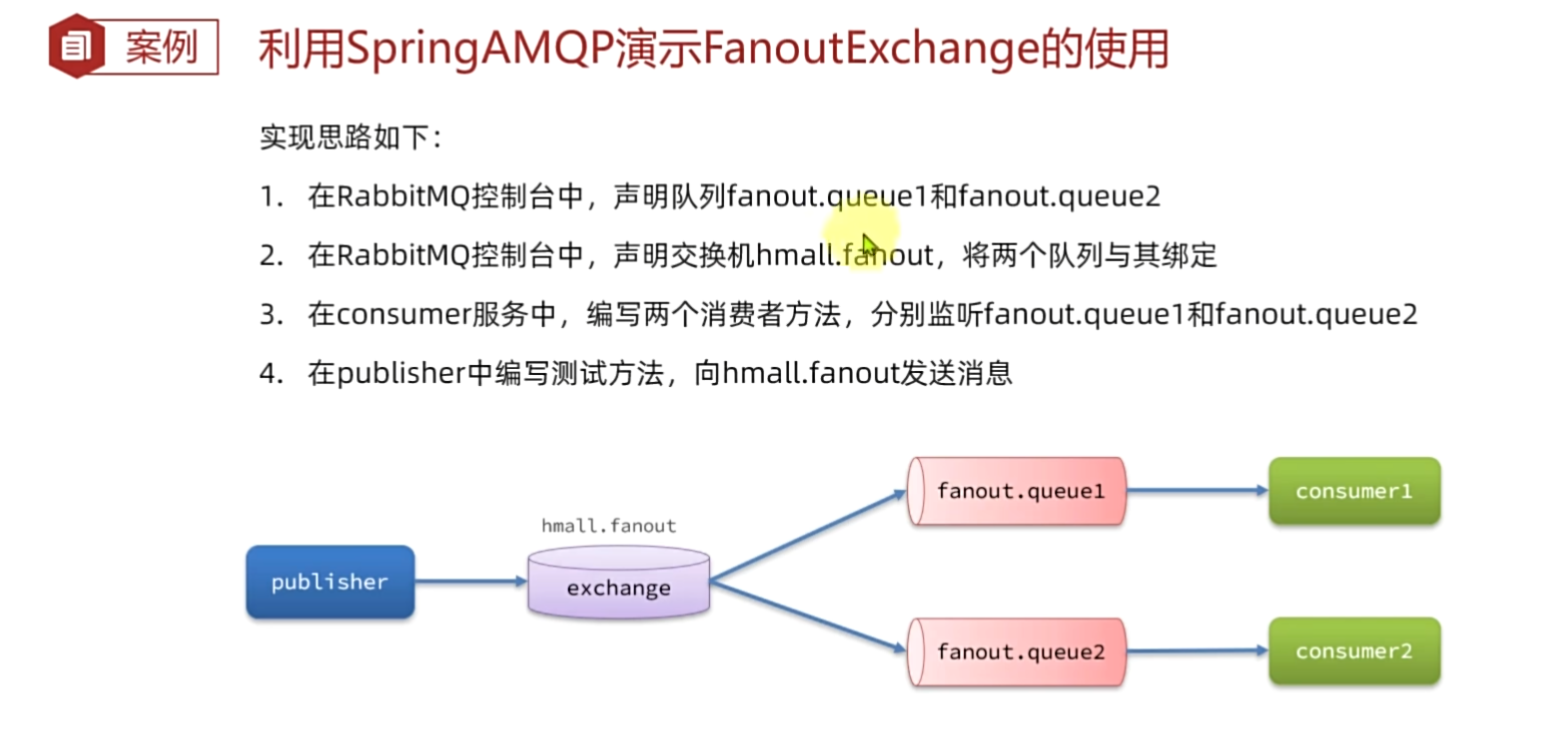 案例
利用SpringAMQP演示FanoutExchange的使用
实现思路如下：
1. 在RabbitMQ控制台中，声明队列fanout.queue1和fanout.queue2
2. 在RabbitMQ控制台中，声明交换机hmall.fanout，将两个队列与其绑定
3. 在consumer服务中，编写两个消费者方法，分别监听fanout.queue1和fanout.queue2
4. 在publisher中编写测试方法，向hmall.fanout发送消息
fanout.queue1
consumer1
hmall.fanout
publisher
exchange
fanout.queue2
consumer2